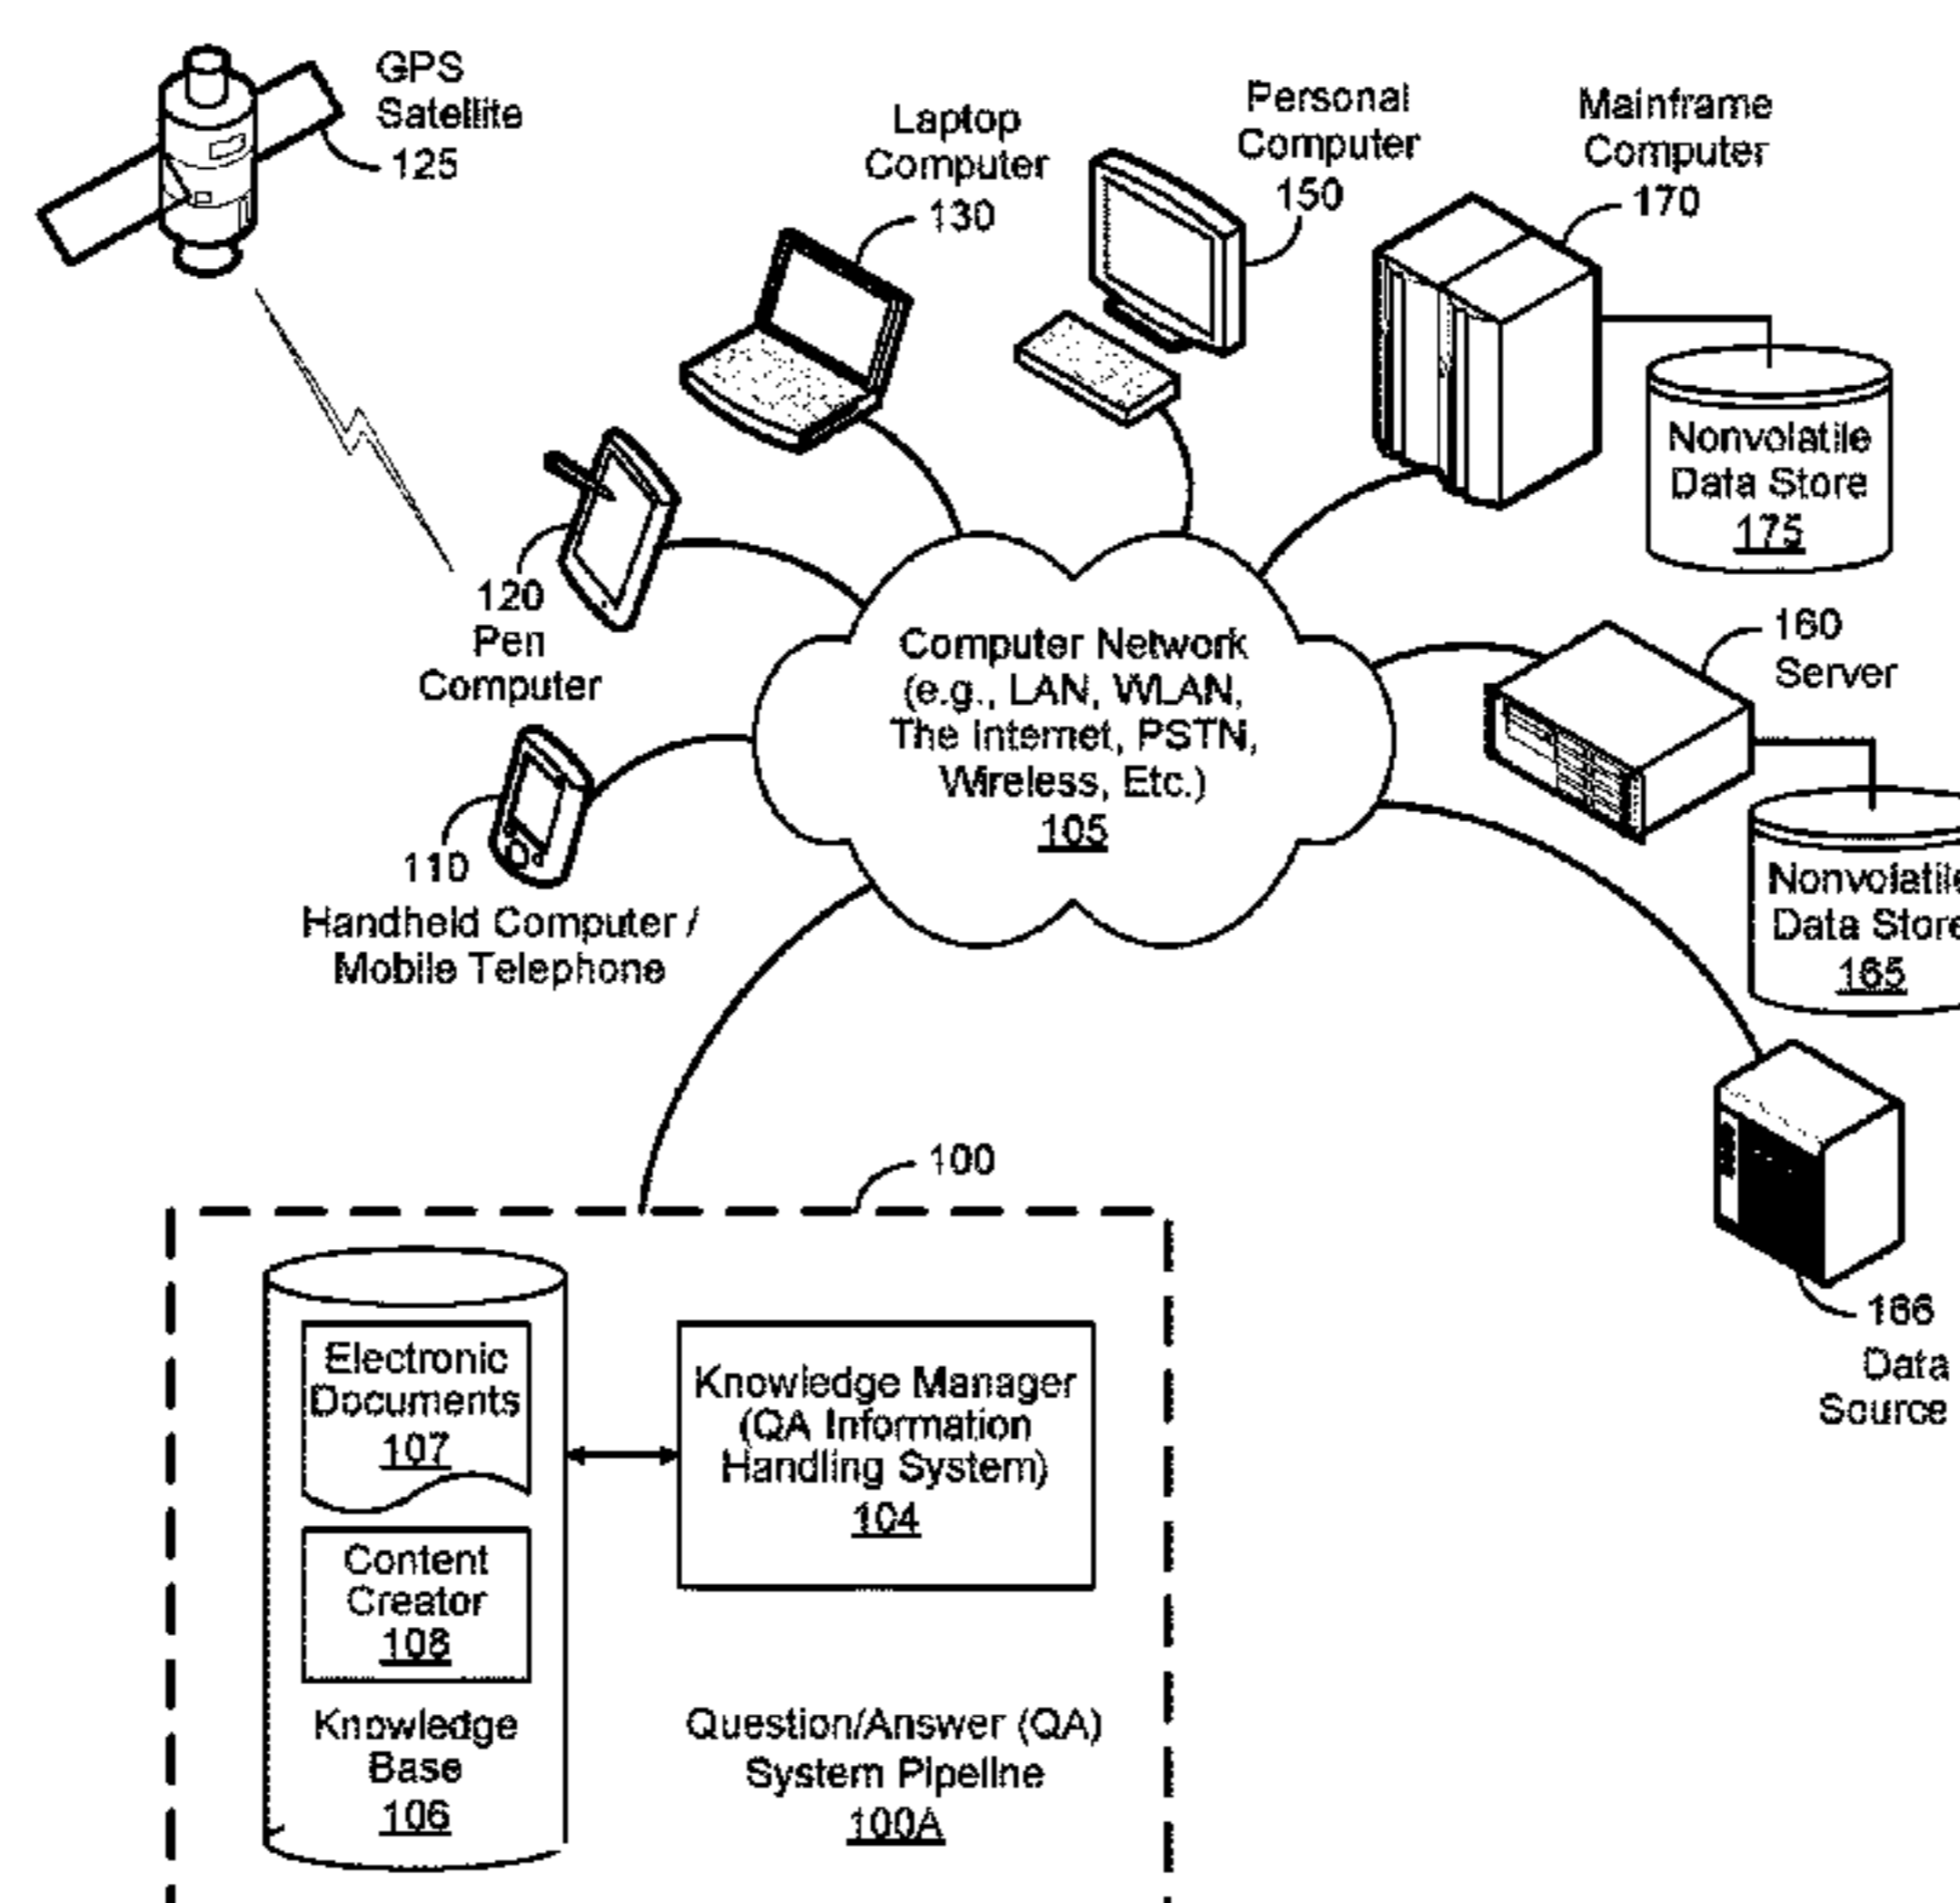 GPS
Satellite
125
Laptop
Computer
130
Personal
Computer
150
Mainframe
Computer
170
Nonvolatile
Data Store
175
120
Pen
Computer
Computer Network
(e.g., LAN, WLAN,
The Internet, PSTN,
Wireless, Etc.)
105
160
Server
110
Handheld Computer /
Mobile Telephone
Nonvolatile
Data Store
165
100
166
Data
Source
Electronic
Documents
107
Knowledge Manager
(QA Information
Handling System)
104
Content
Creator
108
Knowledge
Base
106
Question/Answer (QA)
System Pipeline
100A